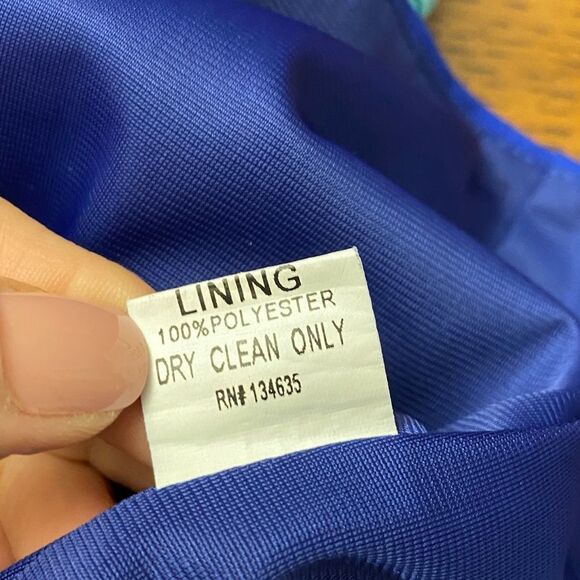 LINING
100%POLYESTER
DRY CLEAN ONLY
RN# 134635